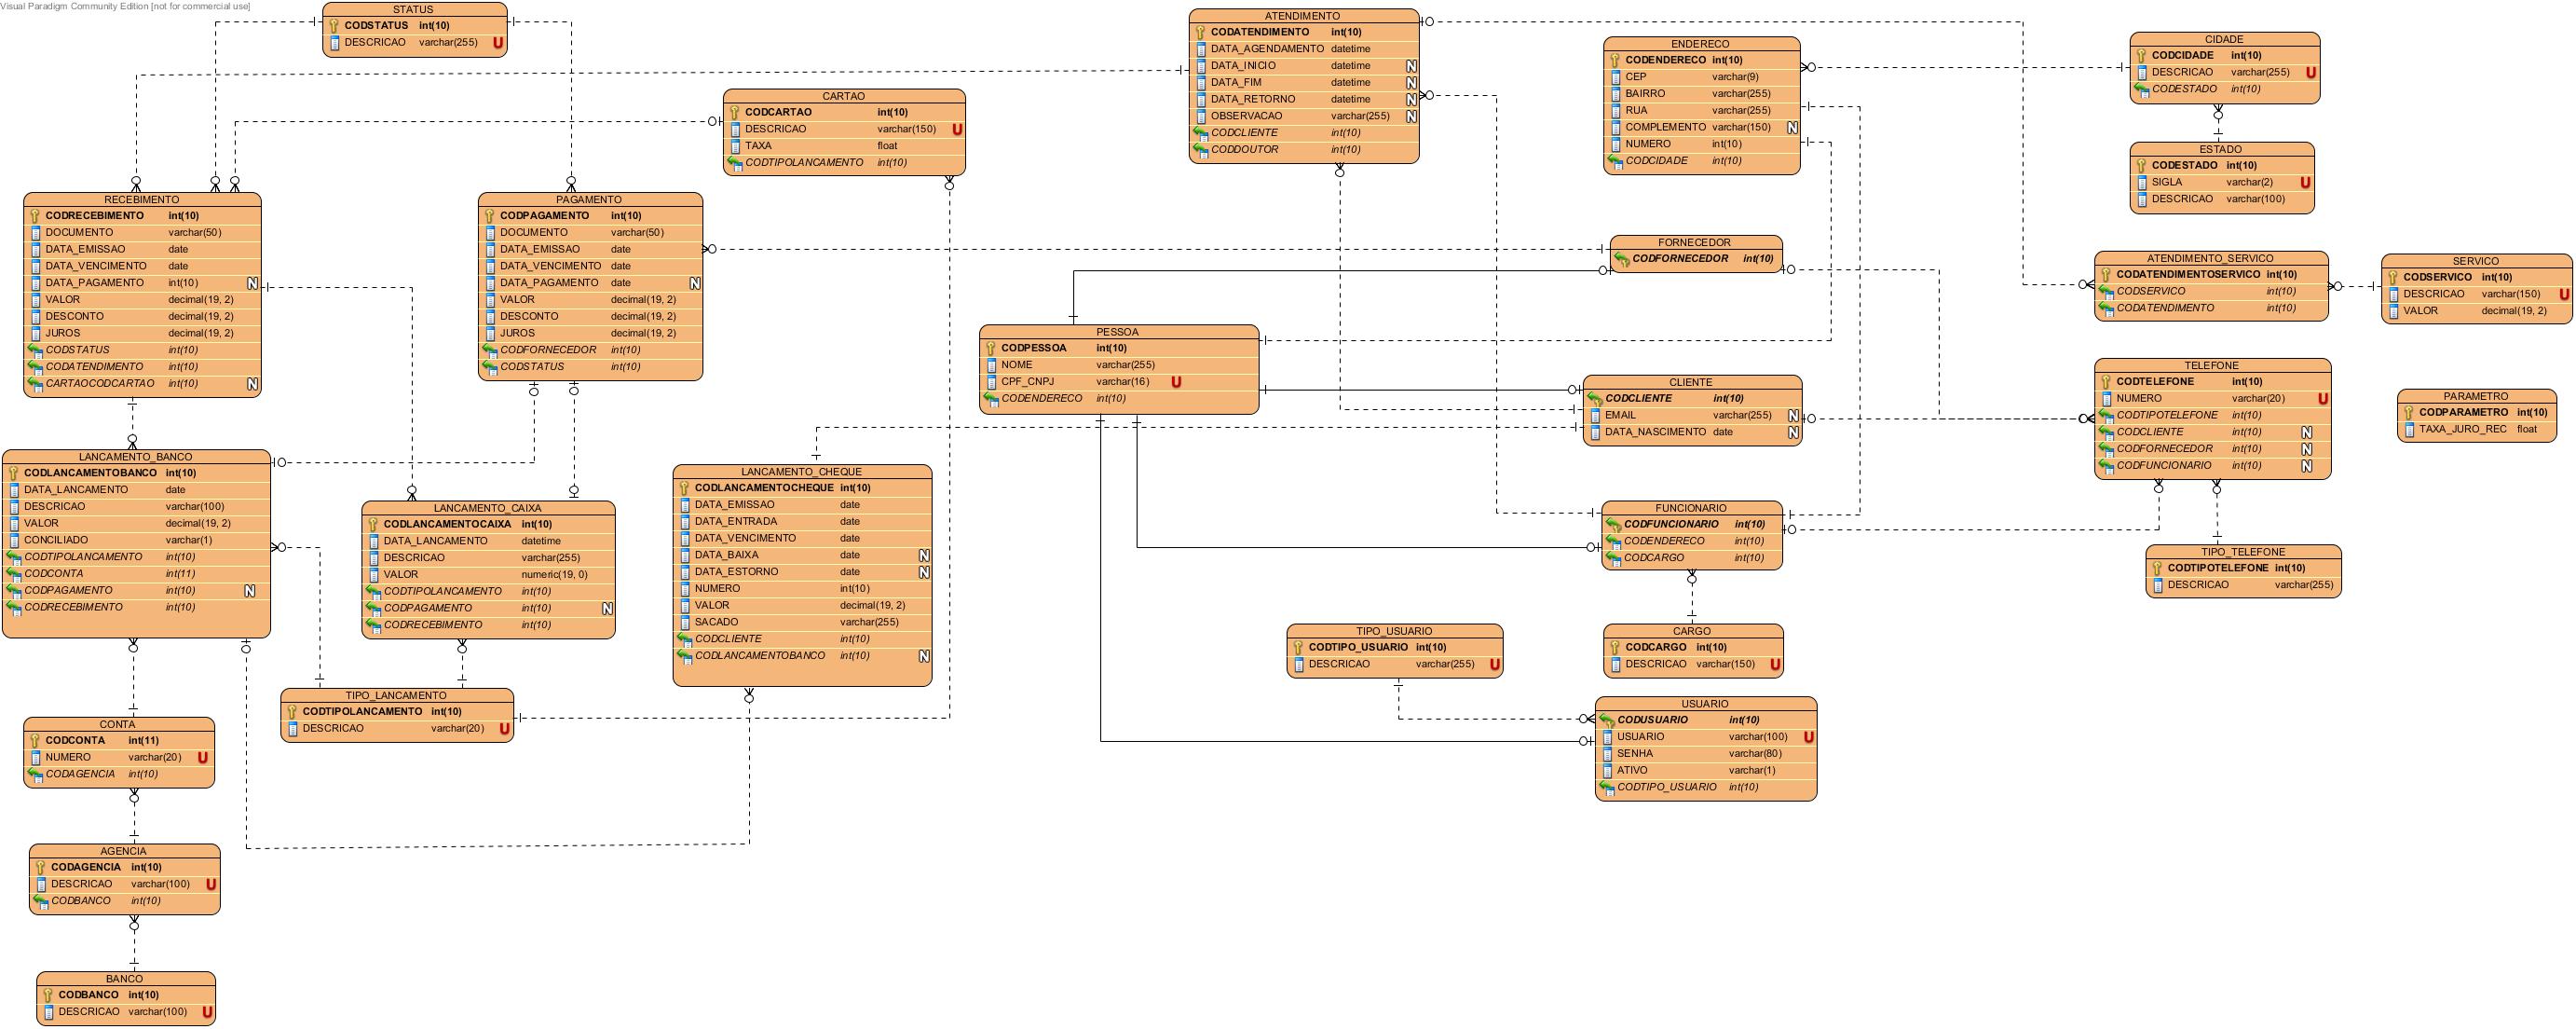 Visual Paradigm Community Edition [not for commercial use]
STATUS
CODSTATUS int(10)
DESCRICAO varchar(255) U
ATENDIMENTO
CODATENDIMENTO int(10)
DATA_AGENDAMENTO datetime
DATA_INICIO datetime N
DATA_FIM datetime N
DATA_RETORNO datetime N
OBSERVACAO varchar(255) N
CODCLIENTE int(10)
CODDOUTOR int(10)
ENDERECO
CODENDERECO int(10)
CEP varchar(9)
BAIRRO varchar(255)
RUA varchar(255)
COMPLEMENTO varchar(150) N
NUMERO int(10)
CODCIDADE int(10)
CIDADE
CODCIDADE int(10)
DESCRICAO varchar(255) U
CODESTADO int(10)
CARTAO
CODCARTAO int(10)
DESCRICAO varchar(150) U
TAXA float
CODTIPOLANCAMENTO int(10)
ESTADO
CODESTADO int(10)
SIGLA varchar(2) U
DESCRICAO varchar(100)
RECEBIMENTO
CODRECEBIMENTO int(10)
DOCUMENTO varchar(50)
DATA_EMISSAO date
DATA_VENCIMENTO date
DATA_PAGAMENTO int(10) N
VALOR decimal(19, 2)
DESCONTO decimal(19, 2)
JUROS decimal(19, 2)
CODSTATUS int(10)
CODATENDIMENTO int(10)
CARTAOCODCARTAO int(10) N
PAGAMENTO
CODPAGAMENTO int(10)
DOCUMENTO varchar(50)
DATA_EMISSAO date
DATA_VENCIMENTO date
DATA_PAGAMENTO date N
VALOR decimal(19, 2)
DESCONTO decimal(19, 2)
JUROS decimal(19, 2)
CODFORNECEDOR int(10)
CODSTATUS int(10)
FORNECEDOR
CODFORNECEDOR int(10)
ATENDIMENTO_SERVICO
CODATENDIMENTOSERVICO int(10)
CODSERVICO int(10)
CODATENDIMENTO int(10)
SERVICO
CODSERVICO int(10)
DESCRICAO varchar(150) U
VALOR decimal(19, 2)
PESSOA
CODPESSOA int(10)
NOME varchar(255)
CPF_CNPJ varchar(16) U
CODENDERECO int(10)
CLIENTE
CODCLIENTE int(10)
EMAIL varchar(255) N
DATA_NASCIMENTO date N
TELEFONE
CODTELEFONE int(10)
NUMERO varchar(20) U
CODTIPOTELEFONE int(10)
CODCLIENTE int(10) N
CODFORNECEDOR int(10) N
CODFUNCIONARIO int(10) N
PARAMETRO
CODPARAMETRO int(10)
TAXA_JURO_REC float
LANCAMENTO_BANCO
CODLANCAMENTOBANCO int(10)
DATA_LANCAMENTO date
DESCRICAO varchar(100)
VALOR decimal(19, 2)
CONCILIADO varchar(1)
CODTIPOLANCAMENTO int(10)
CODCONTA int(11)
CODPAGAMENTO int(10) N
CODRECEBIMENTO int(10)
LANCAMENTO_CAIXA
CODLANCAMENTOCAIXA int(10)
DATA_LANCAMENTO datetime
DESCRICAO varchar(255)
VALOR numeric(19, 0)
CODTIPOLANCAMENTO int(10)
CODPAGAMENTO int(10) N
CODRECEBIMENTO int(10)
LANCAMENTO_CHEQUE
CODLANCAMENTOCHEQUE int(10)
DATA_EMISSAO date
DATA_ENTRADA date
DATA_VENCIMENTO date
DATA_BAIXA date N
DATA_ESTORNO date N
NUMERO int(10)
VALOR decimal(19, 2)
SACADO varchar(255)
CODCLIENTE int(10)
CODLANCAMENTOBANCO int(10) N
FUNCIONARIO
CODFUNCIONARIO int(10)
CODENDERECO int(10)
CODCARGO int(10)
TIPO_TELEFONE
CODTIPOTELEFONE int(10)
DESCRICAO varchar(255)
TIPO_USUARIO
CODTIPO_USUARIO int(10)
DESCRICAO varchar(255) U
CARGO
CODCARGO int(10)
DESCRICAO varchar(150) U
TIPO_LANCAMENTO
CODTIPOLANCAMENTO int(10)
DESCRICAO varchar(20) U
USUARIO
CODUSUARIO int(10)
USUARIO varchar(100) U
SENHA varchar(80)
ATIVO varchar(1)
CODTIPO_USUARIO int(10)
CONTA
CODCONTA int(11)
NUMERO varchar(20) U
CODAGENCIA int(10)
AGENCIA
CODAGENCIA int(10)
DESCRICAO varchar(100) U
CODBANCO int(10)
BANCO
CODBANCO int(10)
DESCRICAO varchar(100) U